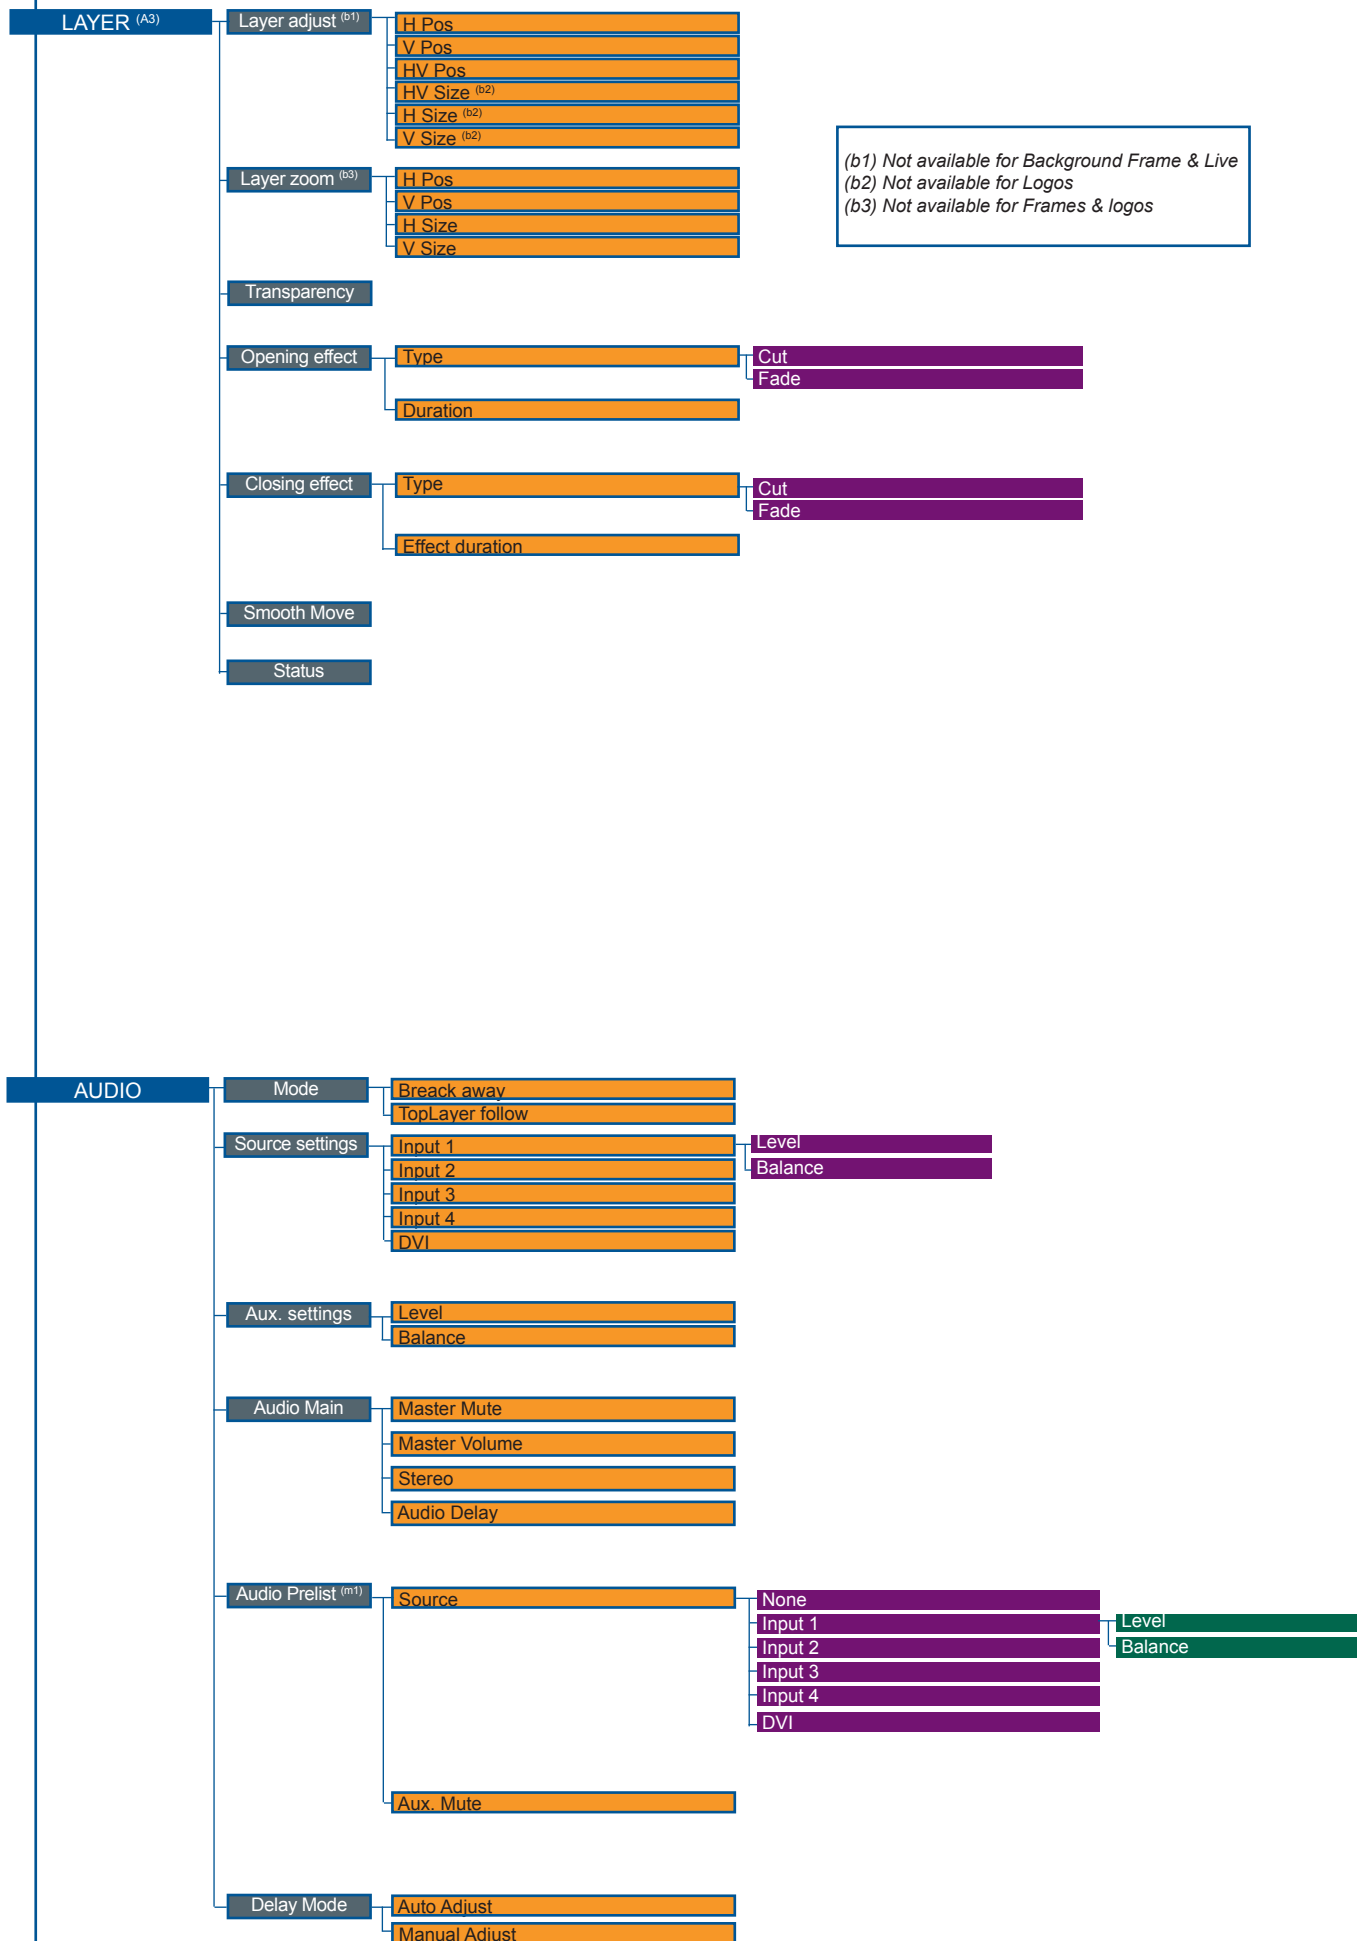 LAYER (A3)
Layer adjust (b1)
H Pos
V Pos
HV Pos
HV Size (b2)
H Size (b2)
V Size (b2)
(b1) Not available for Background Frame & Live
(b2) Not available for Logos
(b3) Not available for Frames & logos
Layer zoom (b3)
H Pos
V Pos
H Size
V Size
Transparency
Opening effect
Type
Cut
Fade
Duration
Closing effect
Type
Cut
Fade
Effect duration
Smooth Move
Status
AUDIO
Mode
Breack away
TopLayer follow
Source settings
Input 1
Level
Balance
Input 2
Input 3
Input 4
DVI
Aux. settings
Level
Balance
Audio Main
Master Mute
Master Volume
Stereo
Audio Delay
Audio Prelist (m1)
Source
None
Input 1
Level
Balance
Input 2
Input 3
Input 4
DVI
Aux. Mute
Delay Mode
Auto Adjust
Manual Adjust